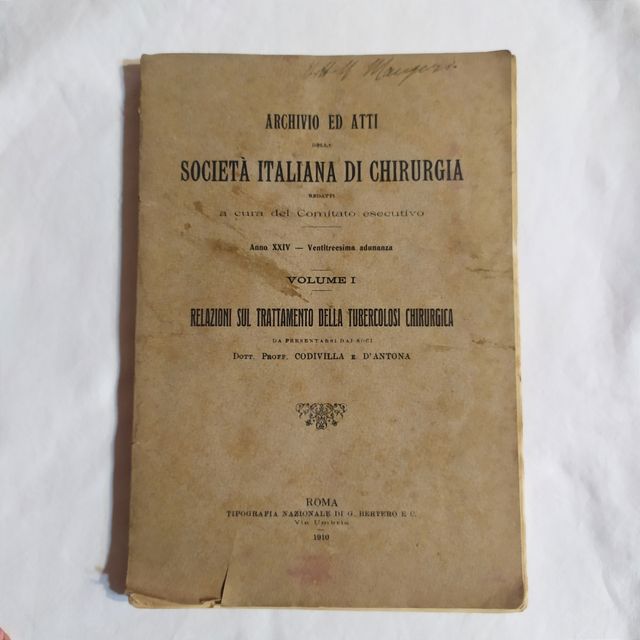 Mangeri
ARCHIVIO ED ATTI
DELLA
SOCIETÀ ITALIANA DI CHIRURGIA
REDATTI
a cura del Comitato esecutivo
Anno XXIV — Ventitreesima adunanza
VOLUME I
RELAZIONI SUL TRATTAMENTO DELLA TUBERCOLOSI CHIRURGICA
DA PRESENTARSI DAI SOCI
DOTT. PROFF. CODIVILLA E D'ANTONA
ROMA
TIPOGRAFIA NAZIONALE DI G. BERTERO E C.
Via Umbria
1910